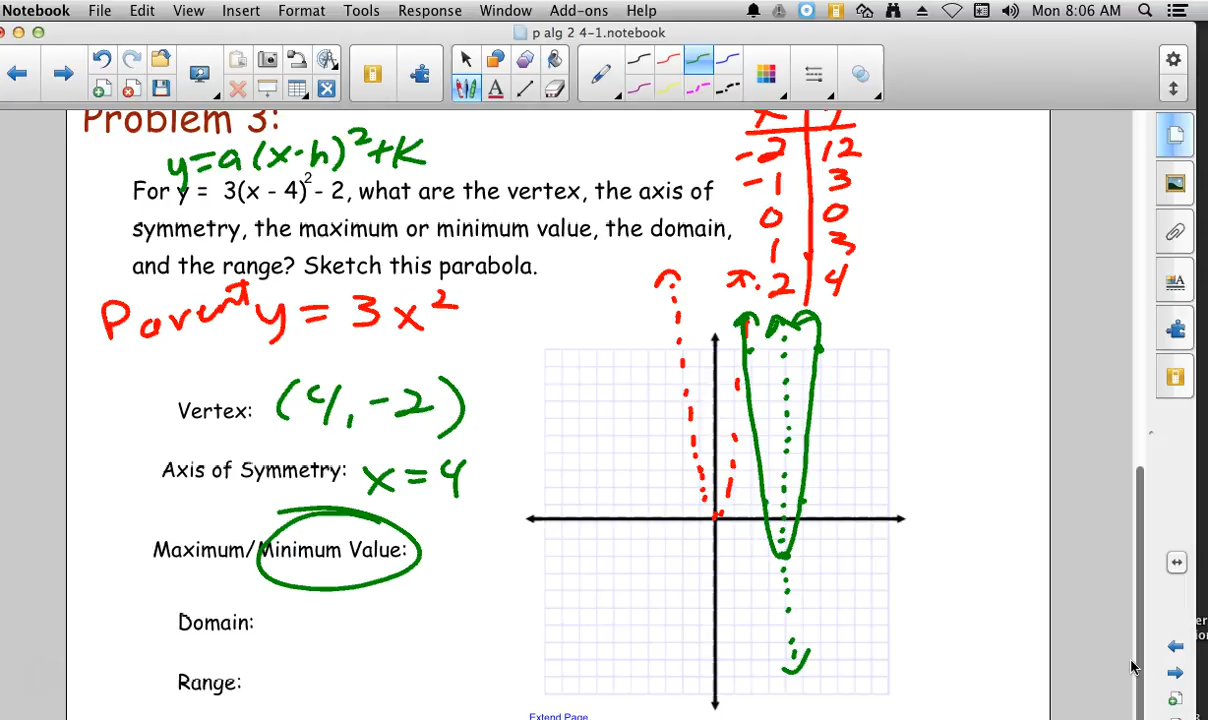 Notebook File Edit View Insert Format Tools Response Window Add-ons Help Mon 8:06 AM
p alg 2 4-1.notebook
Problem 3:
y=a(x-h)²+K
For y = 3(x - 4)² - 2, what are the vertex, the axis of
symmetry, the maximum or minimum value, the domain,
and the range? Sketch this parabola.
x y
-2 12
-1 3
0 0
1 3
2 4
Parent y = 3x²
Vertex: (4, -2)
Axis of Symmetry: x = 4
Maximum/Minimum Value:
Domain:
Range:
Extend Page